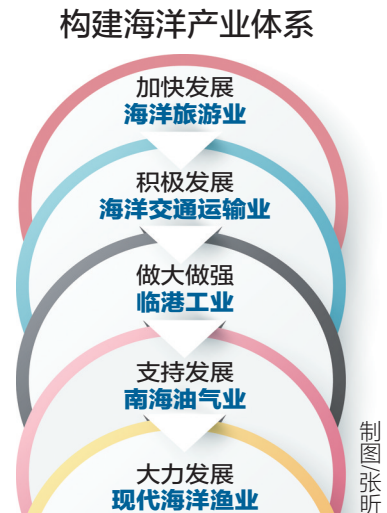 构建海洋产业体系
加快发展
海洋旅游业
积极发展
海洋交通运输业
做大做强
临港工业
支持发展
南海油气业
大力发展
现代海洋渔业
制图/张昕